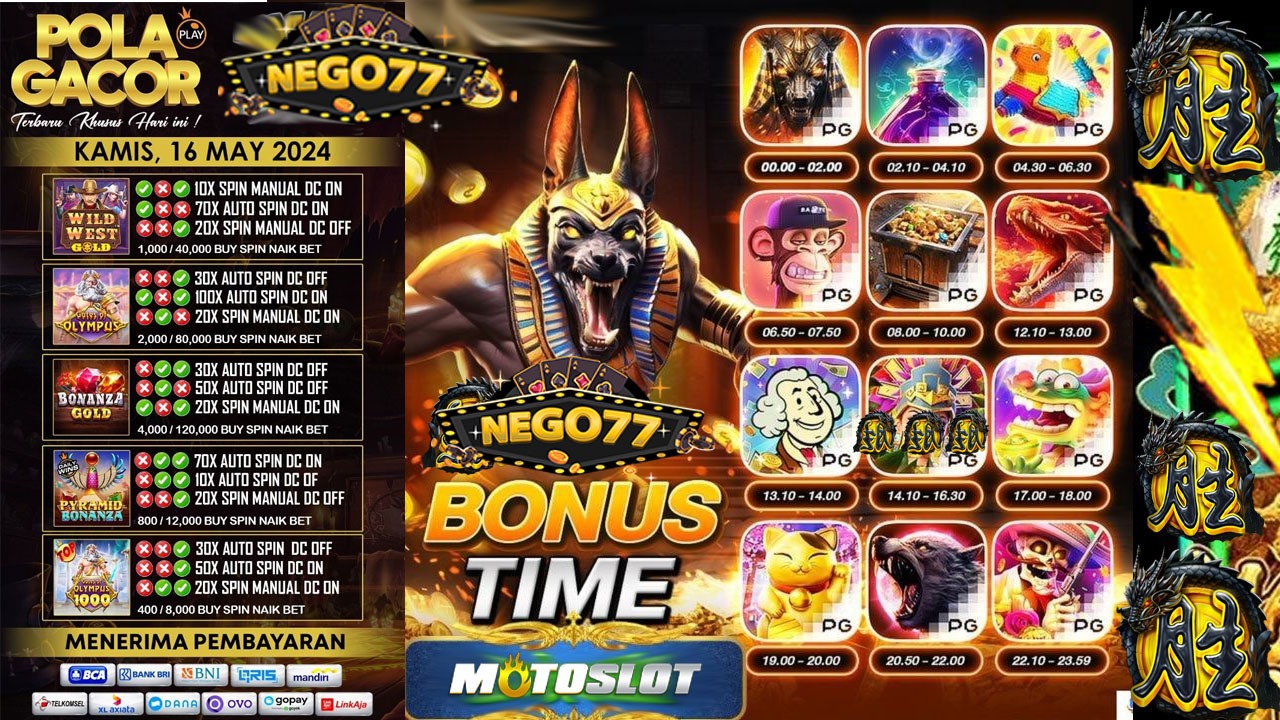 POLA
GACOR
PLAY
Terbaru Khusus Hari ini !
KAMIS, 16 MAY 2024
WILD
WEST
GOLD
10X SPIN MANUAL DC ON
70X AUTO SPIN DC ON
20X SPIN MANUAL DC OFF
1,000 / 40,000 BUY SPIN NAIK BET
GATES OF
OLYMPUS
30X AUTO SPIN DC OFF
100X AUTO SPIN DC ON
20X SPIN MANUAL DC ON
2,000 / 80,000 BUY SPIN NAIK BET
BONANZA
GOLD
30X AUTO SPIN DC OFF
50X AUTO SPIN DC OFF
20X SPIN MANUAL DC ON
4,000 / 120,000 BUY SPIN NAIK BET
DAILY
WINS
PYRAMID
BONANZA
70X AUTO SPIN DC ON
10X AUTO SPIN DC OF
20X SPIN MANUAL DC OFF
800 / 12,000 BUY SPIN NAIK BET
TOP
OLYMPUS
1000
30X AUTO SPIN DC OFF
50X AUTO SPIN DC ON
20X SPIN MANUAL DC ON
400 / 8,000 BUY SPIN NAIK BET
MENERIMA PEMBAYARAN
BCA
BANK BRI
BNI
QRIS
mandiri
TELKOMSEL
XL axiata
DANA
OVO
gopay
LinkAja
NEGO77
NEGO77
BONUS
TIME
MOTOSLOT
PG
PG
PG
00.00 – 02.00
02.10 – 04.10
04.30 – 06.30
PG
PG
PG
06.50 – 07.50
08.00 – 10.00
12.10 – 13.00
PG
PG
PG
13.10 – 14.00
14.10 – 16.30
17.00 – 18.00
PG
PG
PG
19.00 – 20.00
20.50 – 22.00
22.10 – 23.59
胜
胜
胜